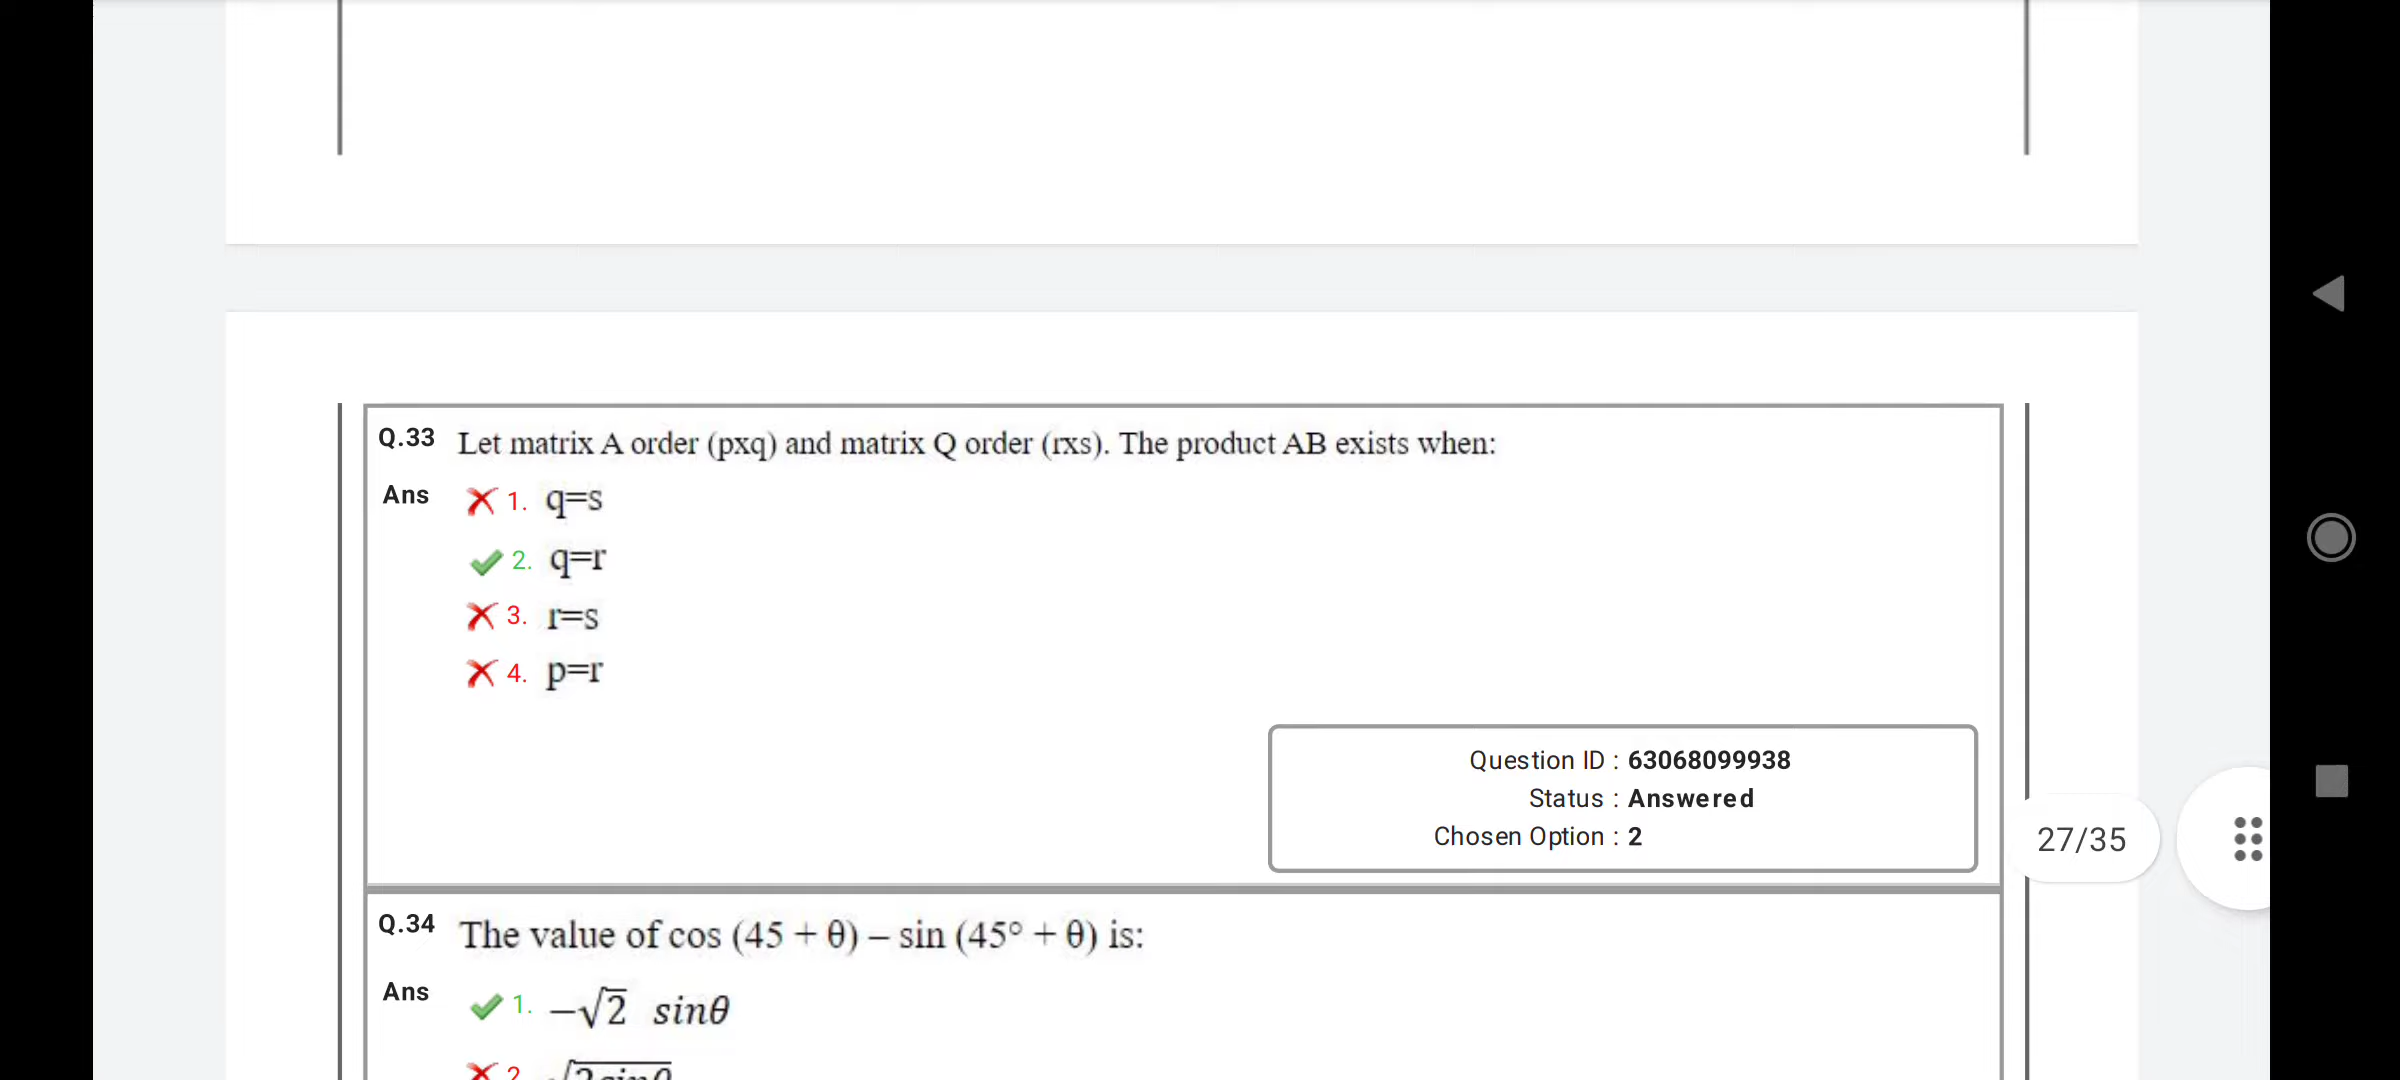 Q.33 Let matrix A order (pxq) and matrix Q order (rxs). The product AB exists when:
Ans 1. q=s
2. q=r
3. r=s
4. p=r
Question ID : 63068099938
Status : Answered
Chosen Option : 2
27/35
Q.34 The value of cos (45 + θ) – sin (45° + θ) is:
Ans 1. –√2 sinθ
2. √2sinθ